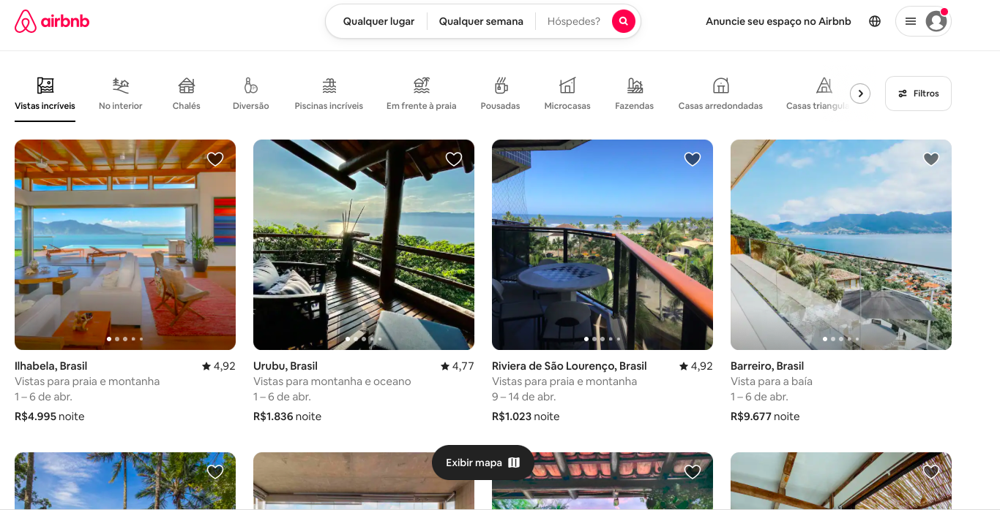 airbnb
Qualquer lugar
Qualquer semana
Hóspedes?
Anuncie seu espaço no Airbnb
Vistas incríveis
No interior
Chalés
Diversão
Piscinas incríveis
Em frente à praia
Pousadas
Microcasas
Fazendas
Casas arredondadas
Casas triangula
Filtros
Ilhabela, Brasil
4,92
Vistas para praia e montanha
1 – 6 de abr.
R$4.995 noite
Urubu, Brasil
4,77
Vistas para montanha e oceano
1 – 6 de abr.
R$1.836 noite
Riviera de São Lourenço, Brasil
4,92
Vistas para praia e montanha
9 – 14 de abr.
R$1.023 noite
Barreiro, Brasil
Vista para a baía
1 – 6 de abr.
R$9.677 noite
Exibir mapa